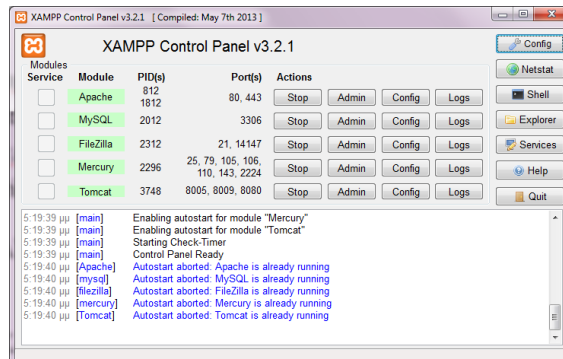 XAMPP Control Panel v3.2.1 [ Compiled: May 7th 2013 ]
XAMPP Control Panel v3.2.1
Config
Modules
Service Module PID(s) Port(s) Actions
Netstat
Apache 812 1812 80, 443 Stop Admin Config Logs
Shell
MySQL 2012 3306 Stop Admin Config Logs
Explorer
FileZilla 2312 21, 14147 Stop Admin Config Logs
Services
Mercury 2296 25, 79, 105, 106, 110, 143, 2224 Stop Admin Config Logs
Help
Tomcat 3748 8005, 8009, 8080 Stop Admin Config Logs
Quit
5:19:39 μμ [main] Enabling autostart for module "Mercury"
5:19:39 μμ [main] Enabling autostart for module "Tomcat"
5:19:39 μμ [main] Starting Check-Timer
5:19:39 μμ [main] Control Panel Ready
5:19:40 μμ [Apache] Autostart aborted: Apache is already running
5:19:40 μμ [mysql] Autostart aborted: MySQL is already running
5:19:40 μμ [filezilla] Autostart aborted: FileZilla is already running
5:19:40 μμ [mercury] Autostart aborted: Mercury is already running
5:19:40 μμ [Tomcat] Autostart aborted: Tomcat is already running